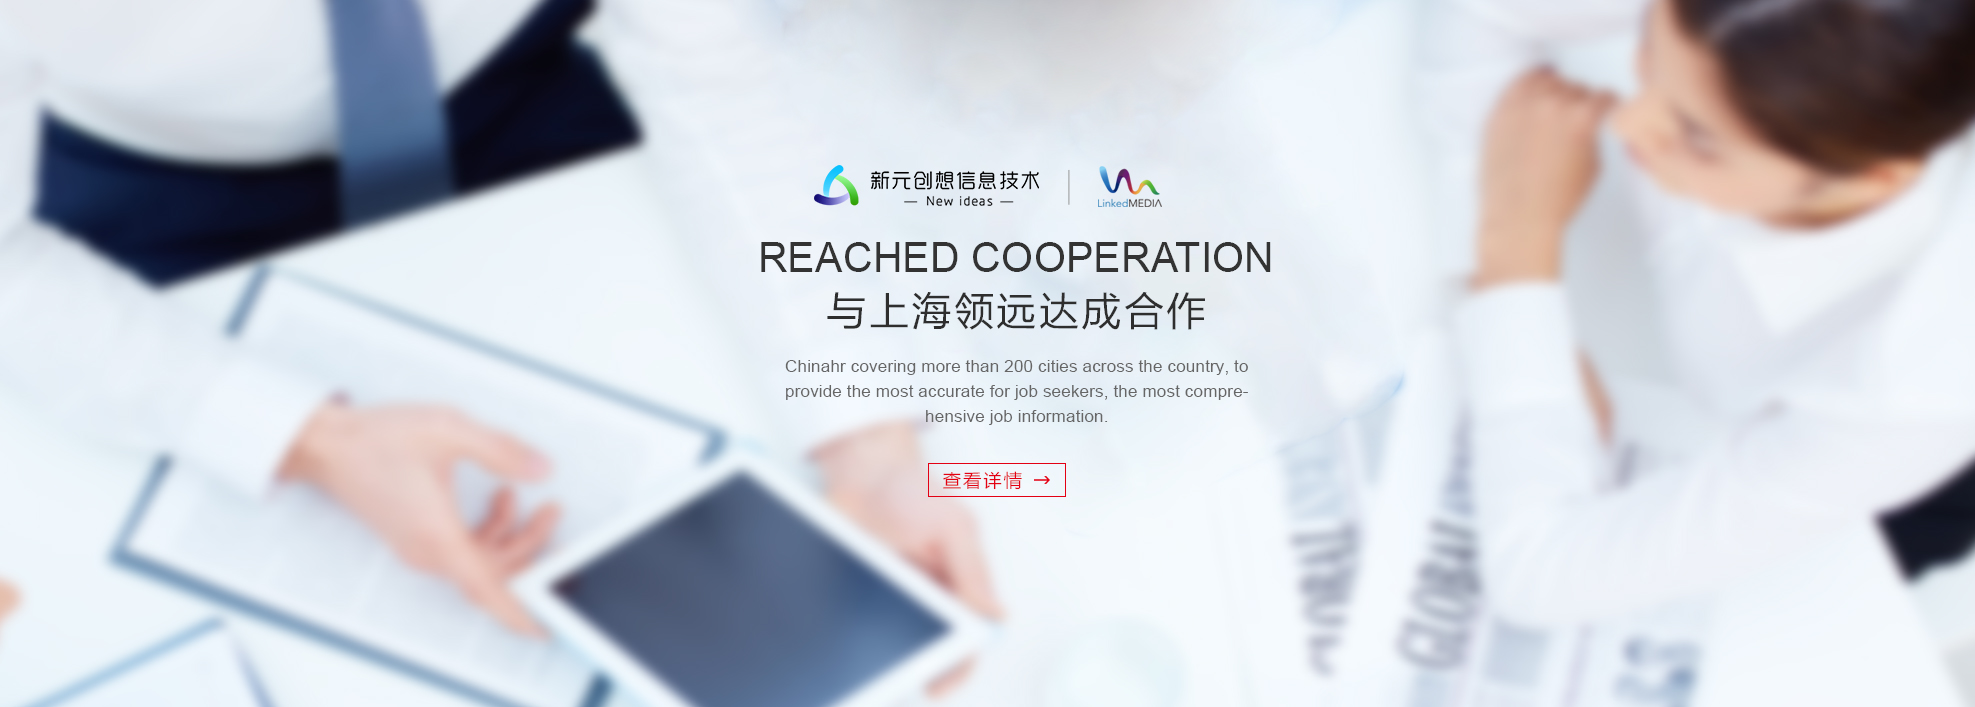 新元创想信息技术
— New ideas —
LinkedMEDIA
REACHED COOPERATION
与上海领远达成合作
Chinahr covering more than 200 cities across the country, to
provide the most accurate for job seekers, the most compre-
hensive job information.
查看详情 →
GLOBAL